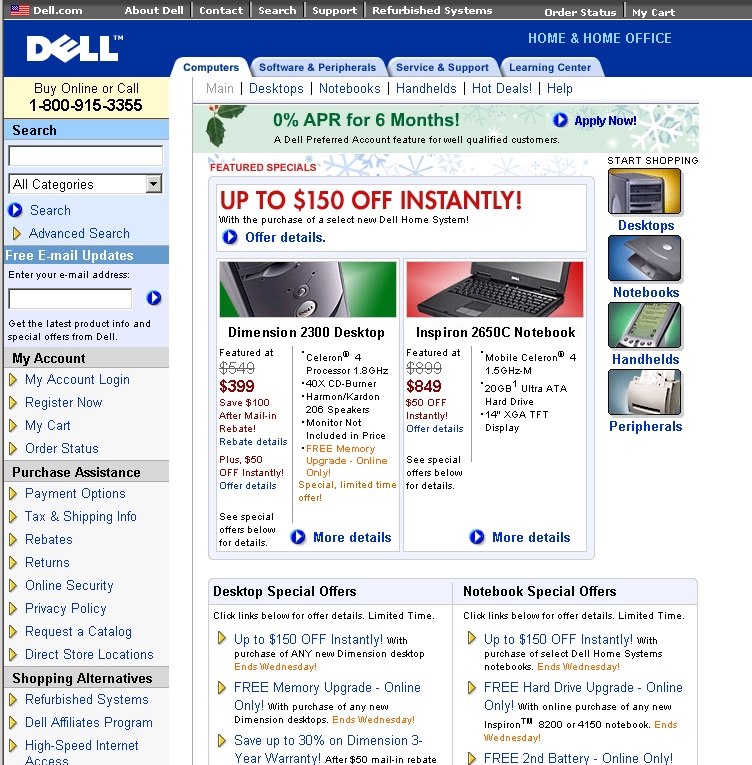 Dell.com
About Dell | Contact | Search | Support | Refurbished Systems
Order Status | My Cart
DELL™
HOME & HOME OFFICE
Computers
Software & Peripherals
Service & Support
Learning Center
Main | Desktops | Notebooks | Handhelds | Hot Deals! | Help
Buy Online or Call
1-800-915-3355
Search
All Categories
Search
Advanced Search
Free E-mail Updates
Enter your e-mail address:
Get the latest product info and
special offers from Dell.
My Account
My Account Login
Register Now
My Cart
Order Status
Purchase Assistance
Payment Options
Tax & Shipping Info
Rebates
Returns
Online Security
Privacy Policy
Request a Catalog
Direct Store Locations
Shopping Alternatives
Refurbished Systems
Dell Affiliates Program
High-Speed Internet
Access
0% APR for 6 Months!
Apply Now!
A Dell Preferred Account feature for well qualified customers.
FEATURED SPECIALS
UP TO $150 OFF INSTANTLY!
With the purchase of a select new Dell Home System!
Offer details.
Dimension 2300 Desktop
Featured at
$549
$399
Save $100
After Mail-in
Rebate!
Rebate details
Plus, $50
OFF Instantly!
Offer details
See special
offers below
for details.
•Celeron® 4
Processor 1.8GHz
•40X CD-Burner
•Harmon/Kardon
206 Speakers
•Monitor Not
Included in Price
•FREE Memory
Upgrade - Online
Only!
Special, limited time
offer!
More details
Inspiron 2650C Notebook
Featured at
$899
$849
$50 OFF
Instantly!
Offer details
See special
offers below
for details.
•Mobile Celeron® 4
1.5GHz-M
•20GB1 Ultra ATA
Hard Drive
•14" XGA TFT
Display
More details
START SHOPPING
Desktops
Notebooks
Handhelds
Peripherals
Desktop Special Offers
Click links below for offer details. Limited Time.
Up to $150 OFF Instantly! With
purchase of ANY new Dimension desktop
Ends Wednesday!
FREE Memory Upgrade - Online
Only! With purchase of any new
Dimension desktops. Ends Wednesday!
Save up to 30% on Dimension 3-
Year Warranty! After $50 mail-in rebate
Notebook Special Offers
Click links below for offer details. Limited Time.
Up to $150 OFF Instantly! With
purchase of select Dell Home Systems
notebooks. Ends Wednesday!
FREE Hard Drive Upgrade - Online
Only! With online purchase of any new
Inspiron™ 8200 or 4150 notebook. Ends
Wednesday!
FREE 2nd Battery - Online Only!